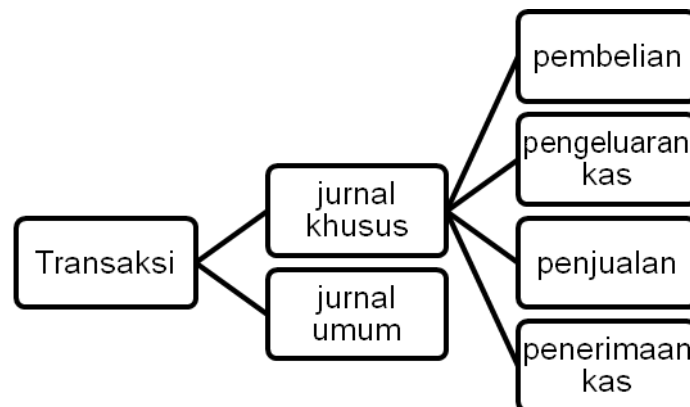 Transaksi
jurnal
khusus
jurnal
umum
pembelian
pengeluaran
kas
penjualan
penerimaan
kas